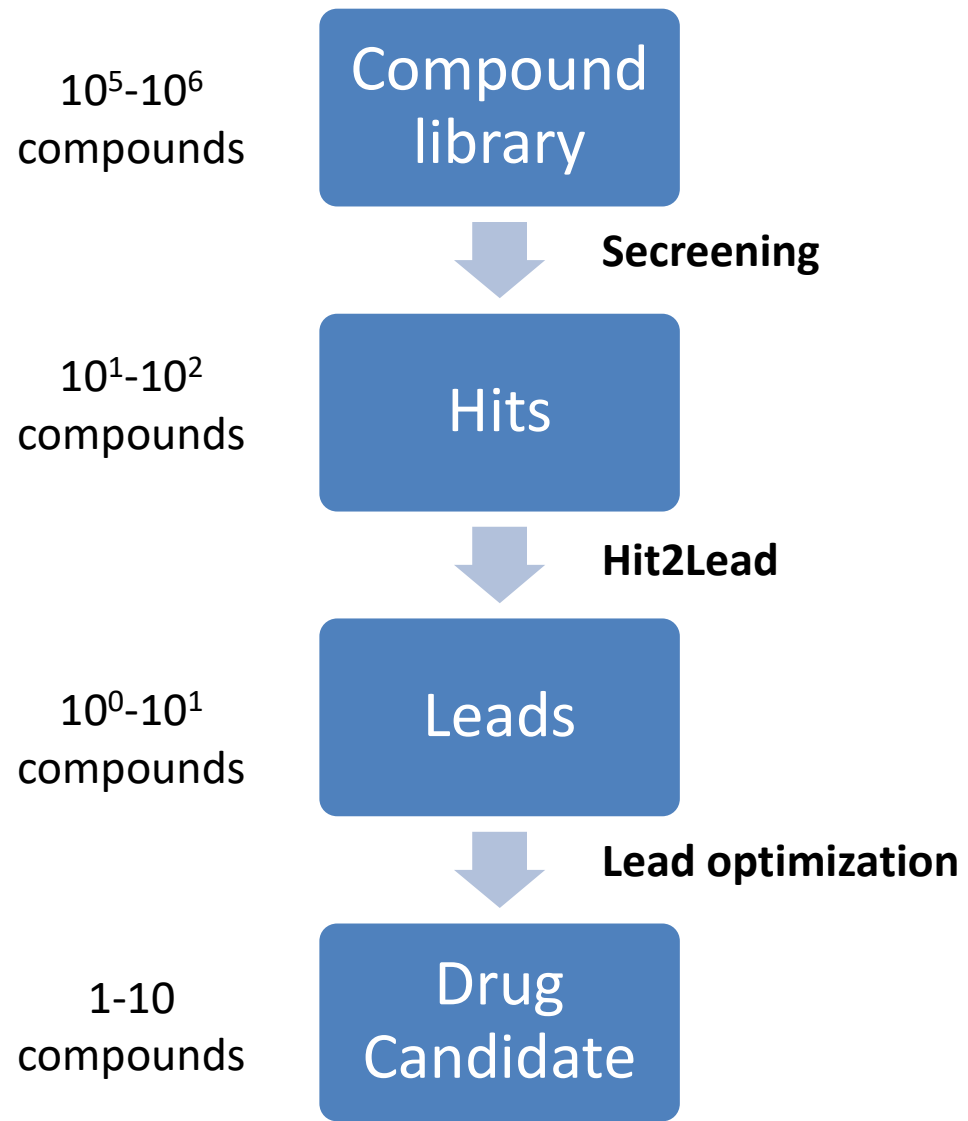 10⁵-10⁶
compounds
Compound
library
Secreening
10¹-10²
compounds
Hits
Hit2Lead
10⁰-10¹
compounds
Leads
Lead optimization
1-10
compounds
Drug
Candidate